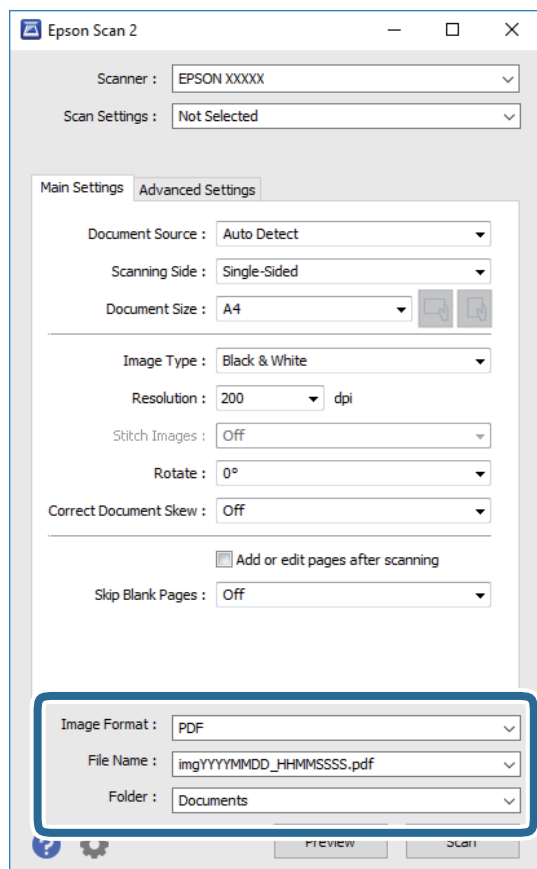 Epson Scan 2
Scanner : EPSON XXXXX
Scan Settings : Not Selected
Main Settings Advanced Settings
Document Source : Auto Detect
Scanning Side : Single-Sided
Document Size : A4
Image Type : Black & White
Resolution : 200 dpi
Stitch Images : Off
Rotate : 0°
Correct Document Skew : Off
Add or edit pages after scanning
Skip Blank Pages : Off
Image Format : PDF
File Name : imgYYYYMMDD_HHMMSSSS.pdf
Folder : Documents
? Preview Scan